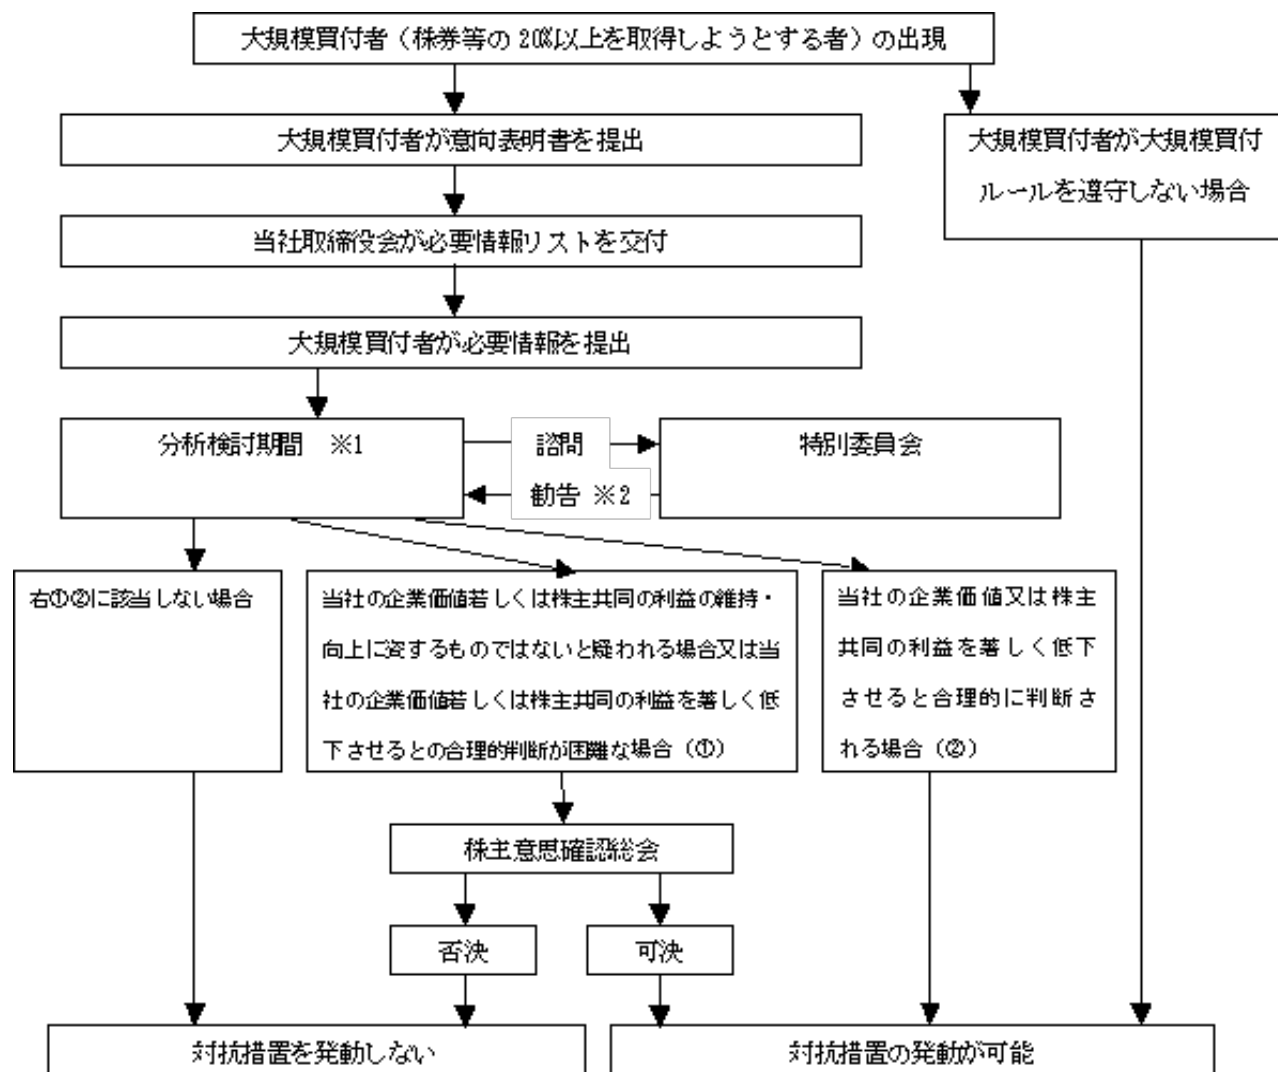 大規模買付者（株券等の20%以上を取得しようとする者）の出現
大規模買付者が意向表明書を提出
大規模買付者が大規模買付
ルールを遵守しない場合
当社取締役会が必要情報リストを交付
大規模買付者が必要情報を提出
分析検討期間　※1
諮問
特別委員会
勧告 ※2
右①②に該当しない場合
当社の企業価値若しくは株主共同の利益の維持・
向上に資するものではないと疑われる場合又は当
社の企業価値若しくは株主共同の利益を著しく低
下させるとの合理的判断が困難な場合（①）
当社の企業価値又は株主
共同の利益を著しく低下
させると合理的に判断さ
れる場合（②）
株主意思確認総会
否決
可決
対抗措置を発動しない
対抗措置の発動が可能